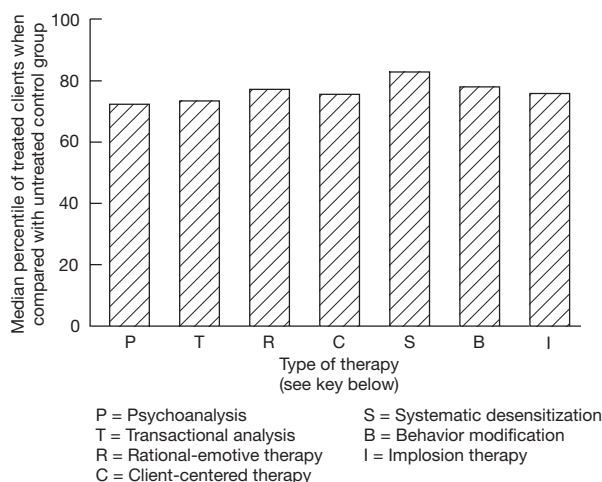 Median percentile of treated clients when
compared with untreated control group
100
80
60
40
20
0
P T R C S B I
Type of therapy
(see key below)
P = Psychoanalysis
T = Transactional analysis
R = Rational-emotive therapy
C = Client-centered therapy
S = Systematic desensitization
B = Behavior modification
I = Implosion therapy